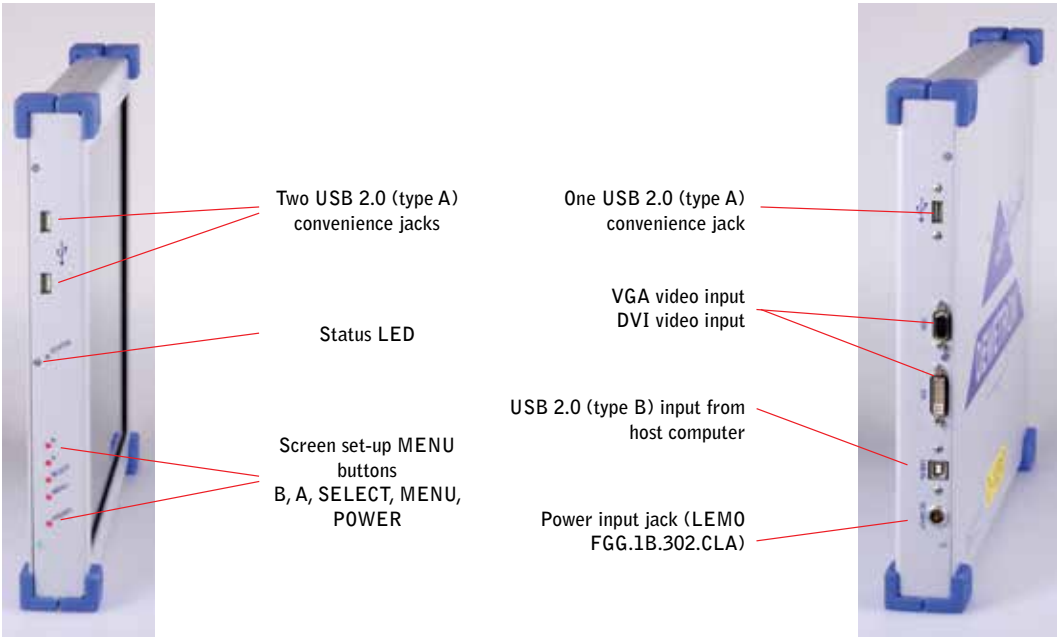 Two USB 2.0 (type A)
convenience jacks
Status LED
Screen set-up MENU
buttons
B, A, SELECT, MENU,
POWER
One USB 2.0 (type A)
convenience jack
VGA video input
DVI video input
USB 2.0 (type B) input from
host computer
Power input jack (LEMO
FGG.1B.302.CLA)